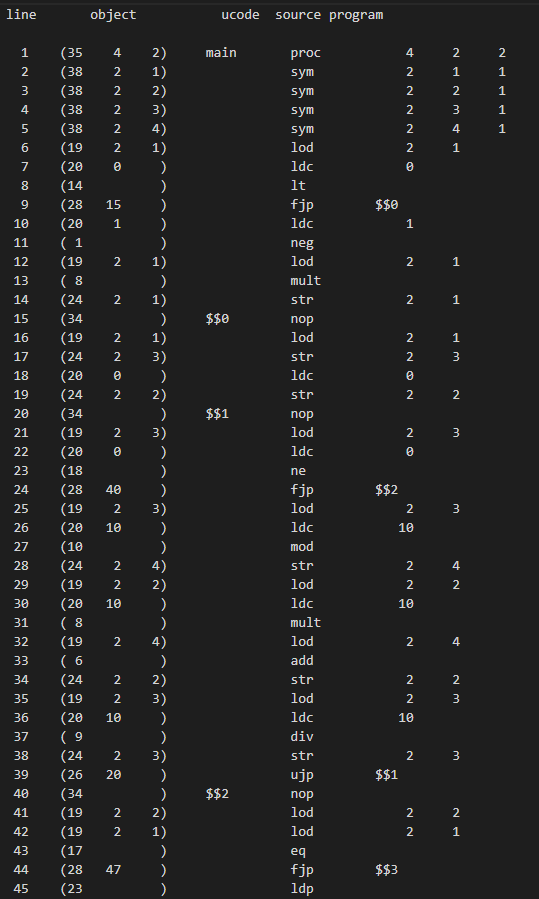 line       object           ucode  source program

  1    (35    4    2)     main       proc           4     2     2
  2    (38    2    1)                sym            2     1     1
  3    (38    2    2)                sym            2     2     1
  4    (38    2    3)                sym            2     3     1
  5    (38    2    4)                sym            2     4     1
  6    (19    2    1)                lod            2     1
  7    (20    0     )                ldc            0
  8    (14          )                lt
  9    (28   15     )                fjp        $$0
 10    (20    1     )                ldc            1
 11    ( 1          )                neg
 12    (19    2    1)                lod            2     1
 13    ( 8          )                mult
 14    (24    2    1)                str            2     1
 15    (34          )     $$0        nop
 16    (19    2    1)                lod            2     1
 17    (24    2    3)                str            2     3
 18    (20    0     )                ldc            0
 19    (24    2    2)                str            2     2
 20    (34          )     $$1        nop
 21    (19    2    3)                lod            2     3
 22    (20    0     )                ldc            0
 23    (18          )                ne
 24    (28   40     )                fjp        $$2
 25    (19    2    3)                lod            2     3
 26    (20   10     )                ldc           10
 27    (10          )                mod
 28    (24    2    4)                str            2     4
 29    (19    2    2)                lod            2     2
 30    (20   10     )                ldc           10
 31    ( 8          )                mult
 32    (19    2    4)                lod            2     4
 33    ( 6          )                add
 34    (24    2    2)                str            2     2
 35    (19    2    3)                lod            2     3
 36    (20   10     )                ldc           10
 37    ( 9          )                div
 38    (24    2    3)                str            2     3
 39    (26   20     )                ujp        $$1
 40    (34          )     $$2        nop
 41    (19    2    2)                lod            2     2
 42    (19    2    1)                lod            2     1
 43    (17          )                eq
 44    (28   47     )                fjp        $$3
 45    (23          )                ldp